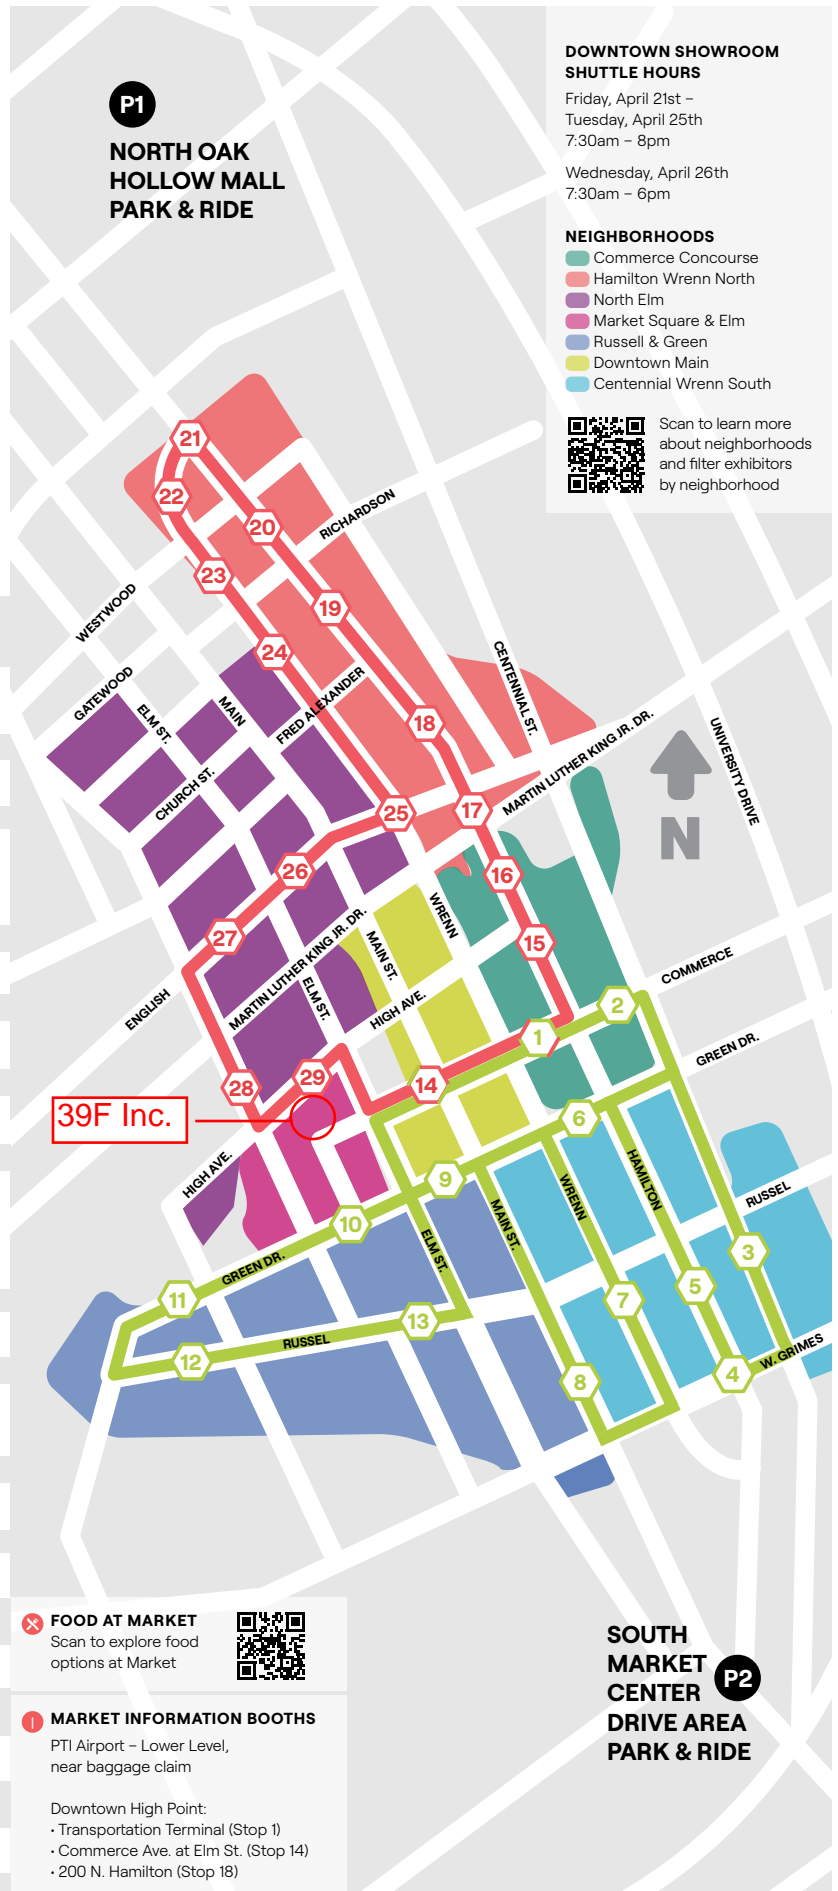 DOWNTOWN SHOWROOM
SHUTTLE HOURS
Friday, April 21st –
Tuesday, April 25th
7:30am – 8pm
Wednesday, April 26th
7:30am – 6pm
NEIGHBORHOODS
Commerce Concourse
Hamilton Wrenn North
North Elm
Market Square & Elm
Russell & Green
Downtown Main
Centennial Wrenn South
Scan to learn more
about neighborhoods
and filter exhibitors
by neighborhood
P1
NORTH OAK
HOLLOW MALL
PARK & RIDE
21
22
20
RICHARDSON
23
19
WESTWOOD
24
CENTENNIAL ST.
GATEWOOD
ELM ST.
MAIN
FRED ALEXANDER
18
MARTIN LUTHER KING JR. DR.
UNIVERSITY DRIVE
CHURCH ST.
25
17
N
26
16
WRENN
27
15
MARTIN LUTHER KING JR. DR.
MAIN ST.
COMMERCE
ENGLISH
ELM ST.
HIGH AVE.
2
1
GREEN DR.
28
29
14
39F Inc.
6
HIGH AVE.
9
WRENN
HAMILTON
RUSSEL
10
MAIN ST.
ELM ST.
3
GREEN DR.
11
5
7
13
RUSSEL
12
W. GRIMES
8
4
FOOD AT MARKET
Scan to explore food
options at Market
SOUTH
MARKET
CENTER
DRIVE AREA
PARK & RIDE
P2
MARKET INFORMATION BOOTHS
PTI Airport – Lower Level,
near baggage claim
Downtown High Point:
• Transportation Terminal (Stop 1)
• Commerce Ave. at Elm St. (Stop 14)
• 200 N. Hamilton (Stop 18)